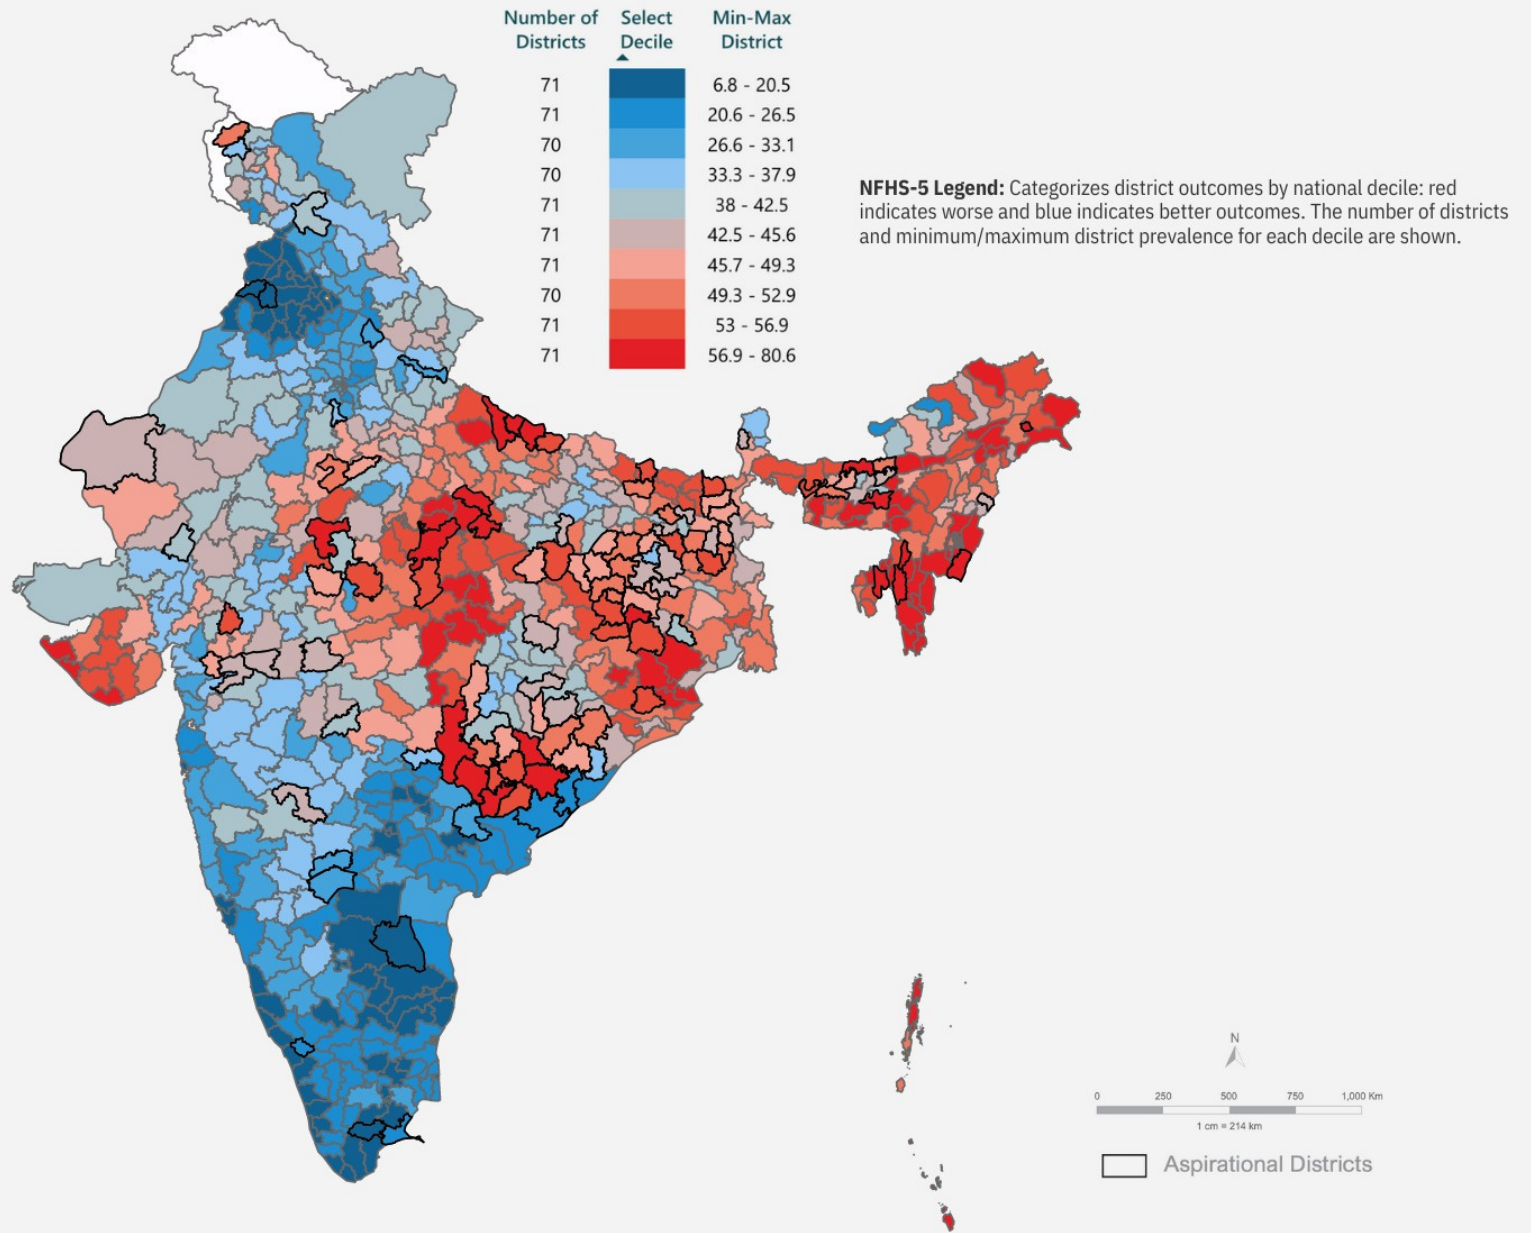 Number of Districts Select Decile Min-Max District
71 6.8 - 20.5
71 20.6 - 26.5
70 26.6 - 33.1
70 33.3 - 37.9
71 38 - 42.5
71 42.5 - 45.6
71 45.7 - 49.3
70 49.3 - 52.9
71 53 - 56.9
71 56.9 - 80.6
NFHS-5 Legend: Categorizes district outcomes by national decile: red
indicates worse and blue indicates better outcomes. The number of districts
and minimum/maximum district prevalence for each decile are shown.
N
0 250 500 750 1,000 Km
1 cm = 214 km
Aspirational Districts